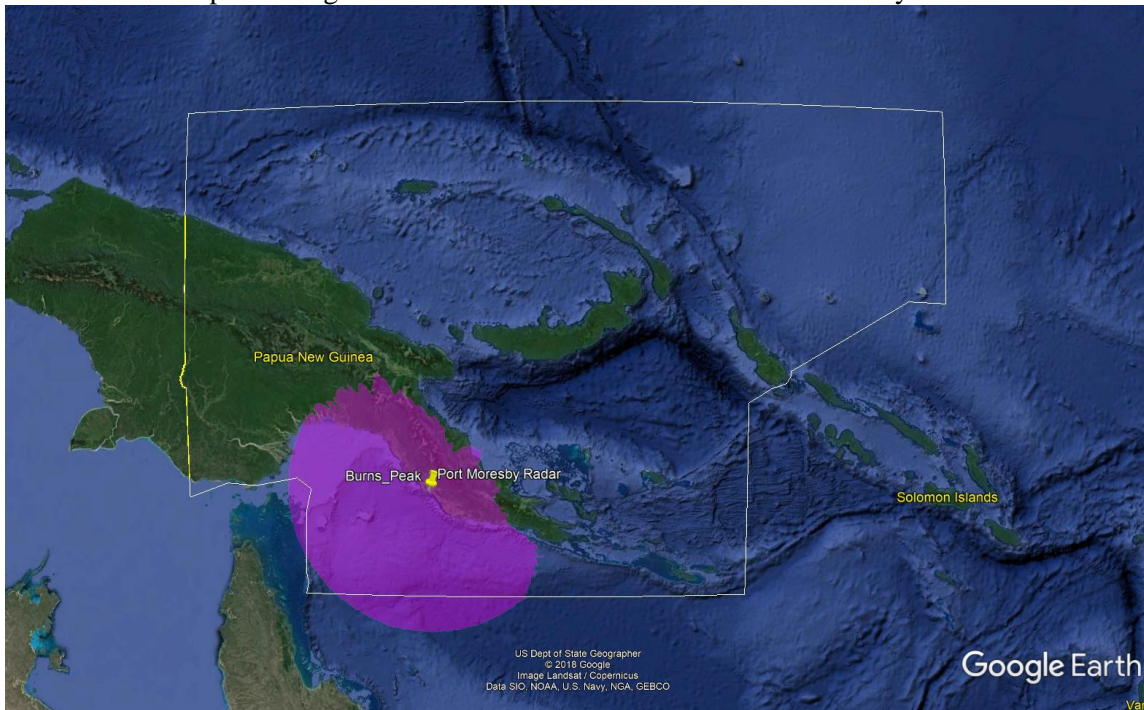 Papua New Guinea
Burns_Peak
Port Moresby Radar
Solomon Islands
US Dept of State Geographer
© 2018 Google
Image Landsat / Copernicus
Data SIO, NOAA, U.S. Navy, NGA, GEBCO
Google Earth